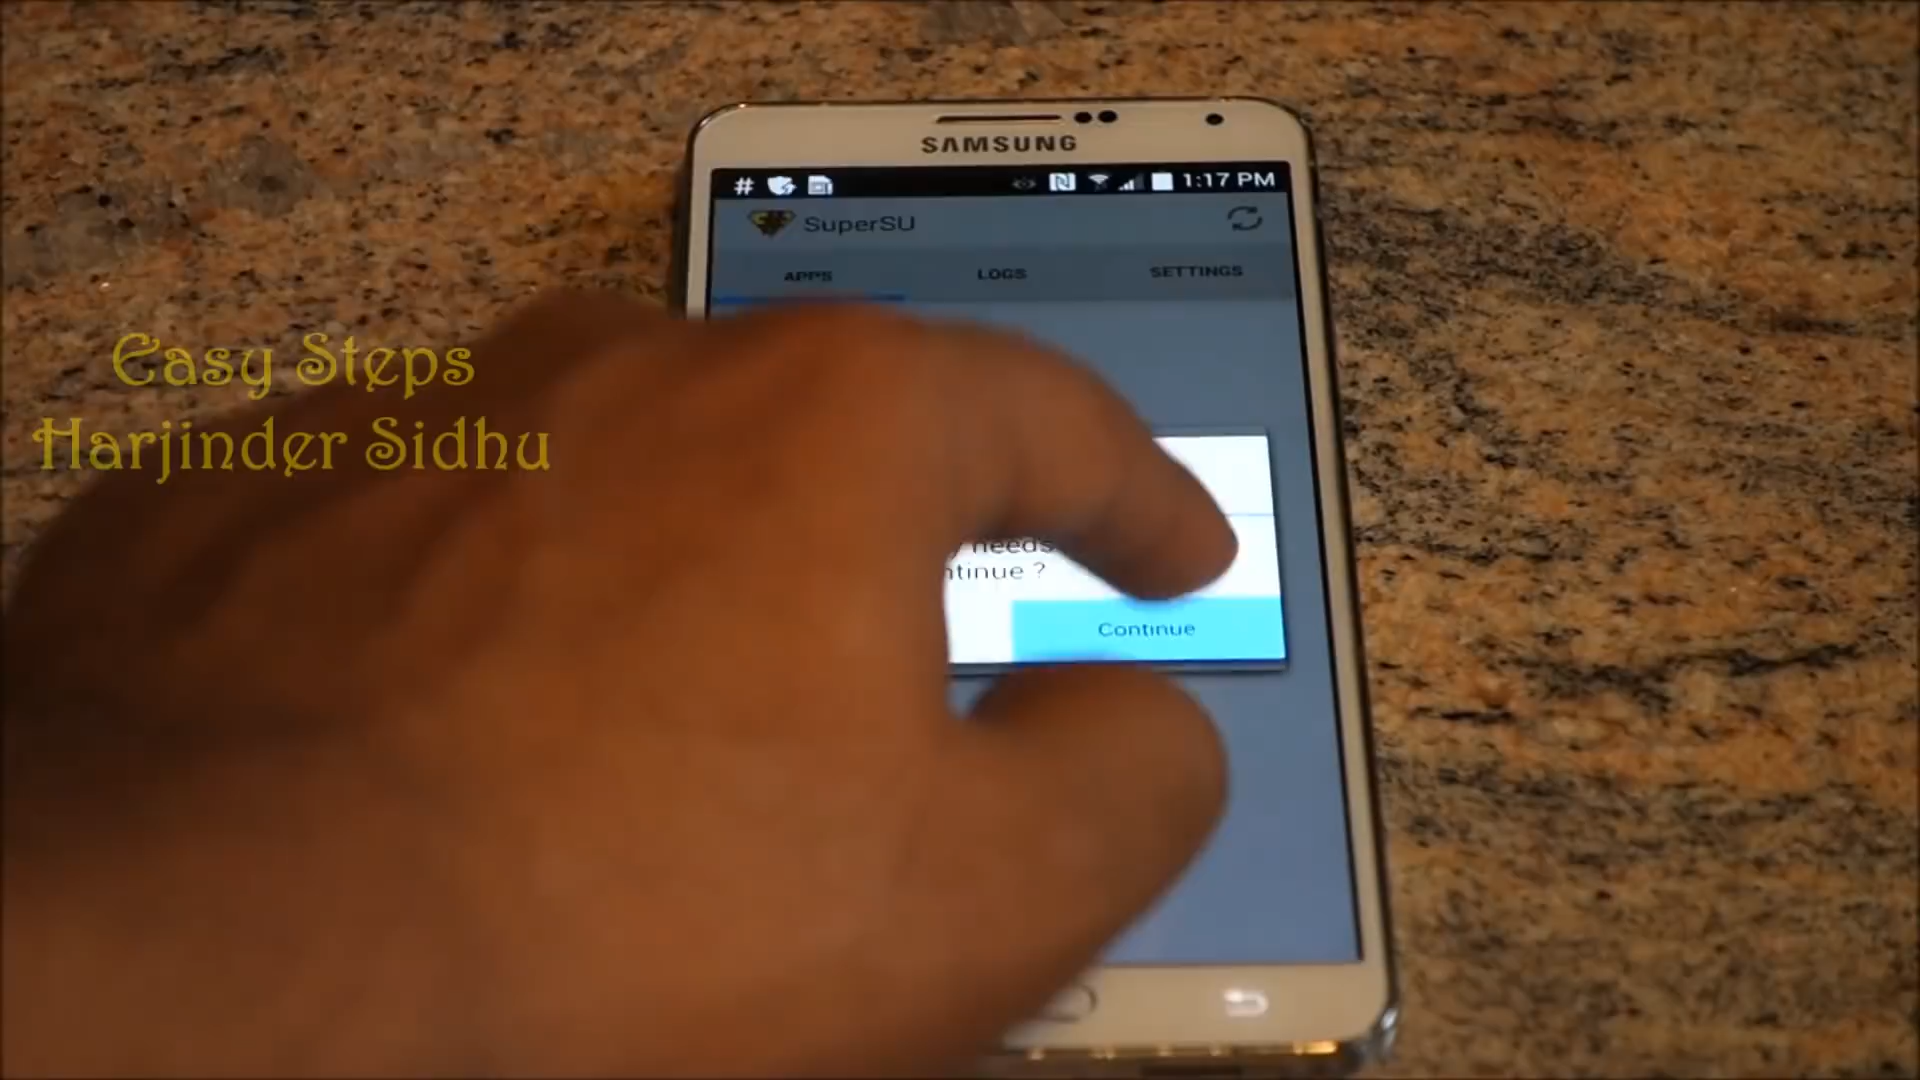 SAMSUNG
# 1:17 PM
SuperSU
APPS LOGS SETTINGS
Easy Steps
Harjinder Sidhu
needs
ntinue ?
Continue